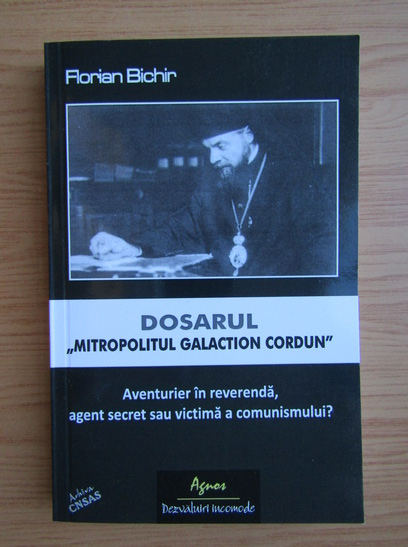 Florian Bichir
DOSARUL
„MITROPOLITUL GALACTION CORDUN”
Aventurier în reverendă,
agent secret sau victimă a comunismului?
Arhiva
CNSAS
Agnos
Dezvăluiri incomode